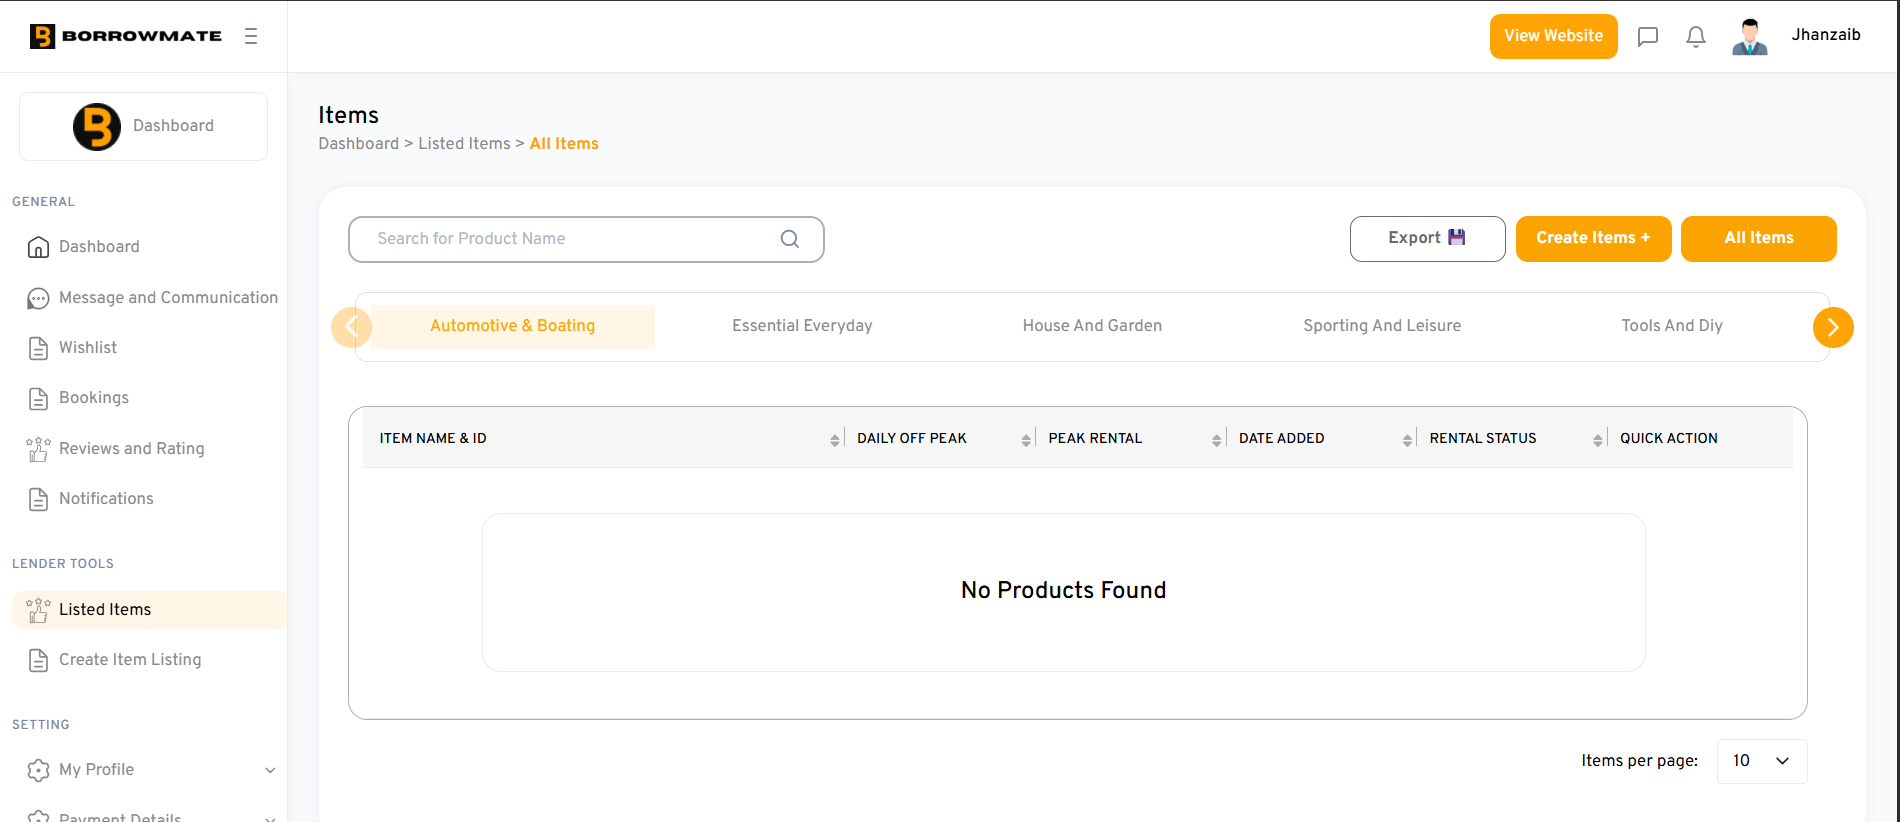 BORROWMATE
View Website
Jhanzaib
Dashboard
GENERAL
Dashboard
Message and Communication
Wishlist
Bookings
Reviews and Rating
Notifications
LENDER TOOLS
Listed Items
Create Item Listing
SETTING
My Profile
Payment Details
Items
Dashboard > Listed Items > All Items
Search for Product Name
Export
Create Items +
All Items
Automotive & Boating
Essential Everyday
House And Garden
Sporting And Leisure
Tools And Diy
ITEM NAME & ID
DAILY OFF PEAK
PEAK RENTAL
DATE ADDED
RENTAL STATUS
QUICK ACTION
No Products Found
Items per page: 10